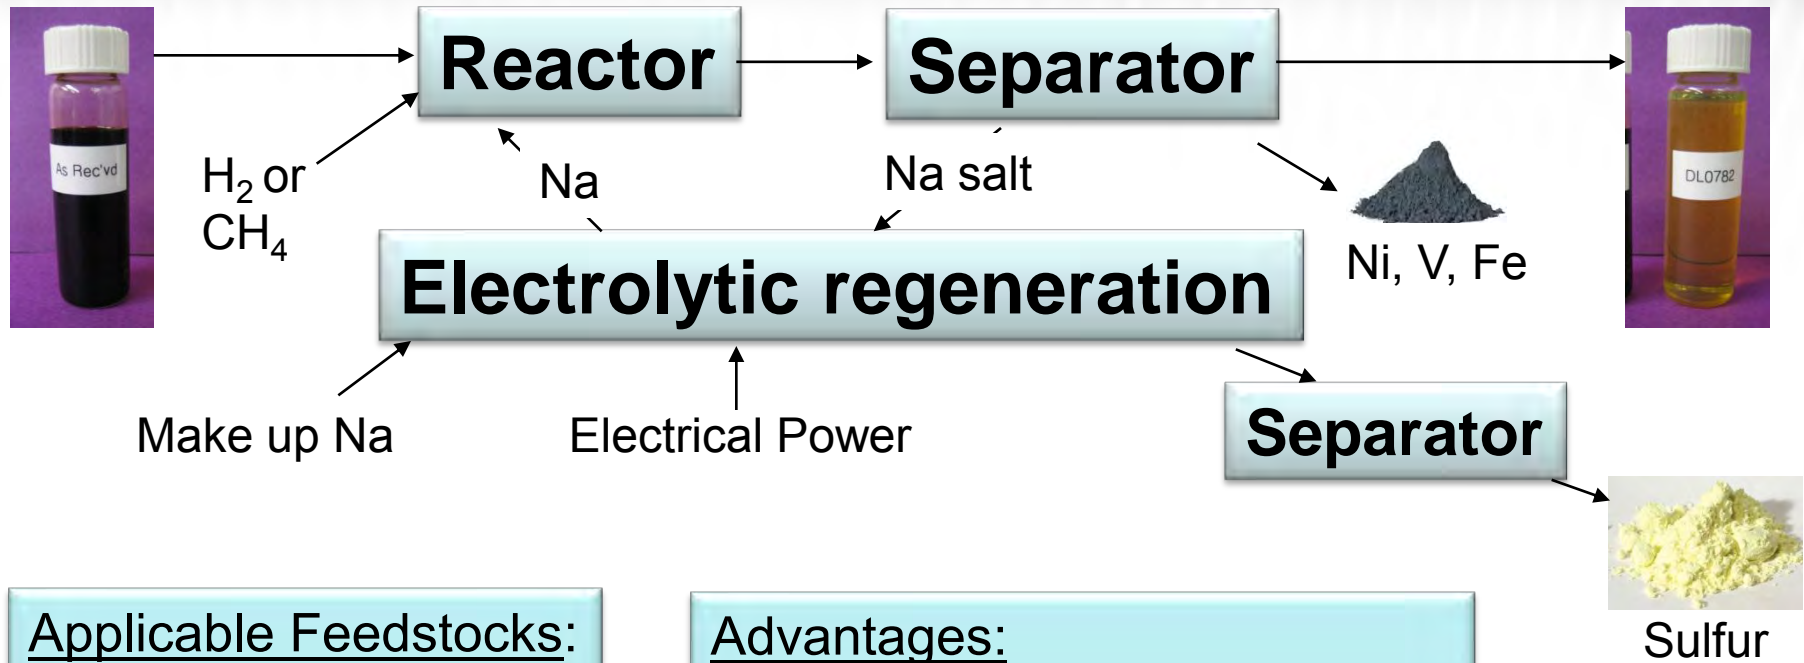 Reactor
Separator
As Rec'vd
H₂ or
CH₄
Na
Na salt
DL0782
Ni, V, Fe
Electrolytic regeneration
Make up Na
Electrical Power
Separator
Sulfur
Applicable Feedstocks:
Advantages: